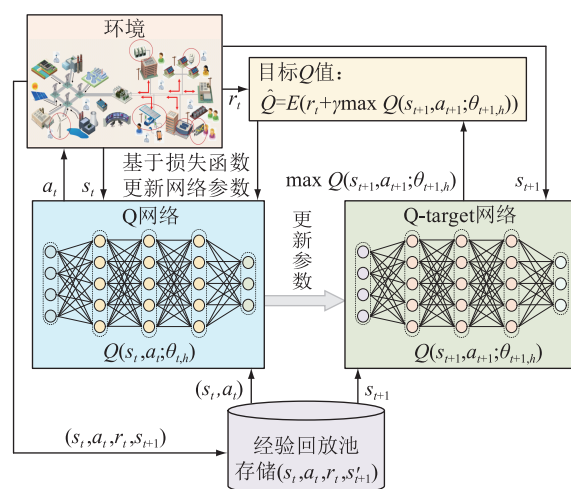 环境
目标Q值：
r_t
Q̂=E(r_t+γmax Q(s_{t+1},a_{t+1};θ_{t+1,h}))
基于损失函数
更新网络参数
a_t
s_t
max Q(s_{t+1},a_{t+1};θ_{t+1,h})
s_{t+1}
Q网络
更新参数
Q-target网络
Q(s_t,a_t;θ_{t,h})
Q(s_{t+1},a_{t+1};θ_{t+1,h})
(s_t,a_t)
s_{t+1}
(s_t,a_t,r_t,s_{t+1})
经验回放池
存储(s_t,a_t,r_t,s'_{t+1})